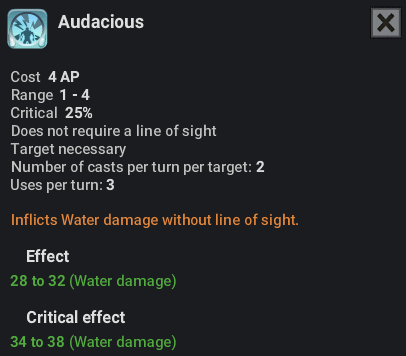 Audacious
Cost 4 AP
Range 1 - 4
Critical 25%
Does not require a line of sight
Target necessary
Number of casts per turn per target: 2
Uses per turn: 3
Inflicts Water damage without line of sight.
Effect
28 to 32 (Water damage)
Critical effect
34 to 38 (Water damage)